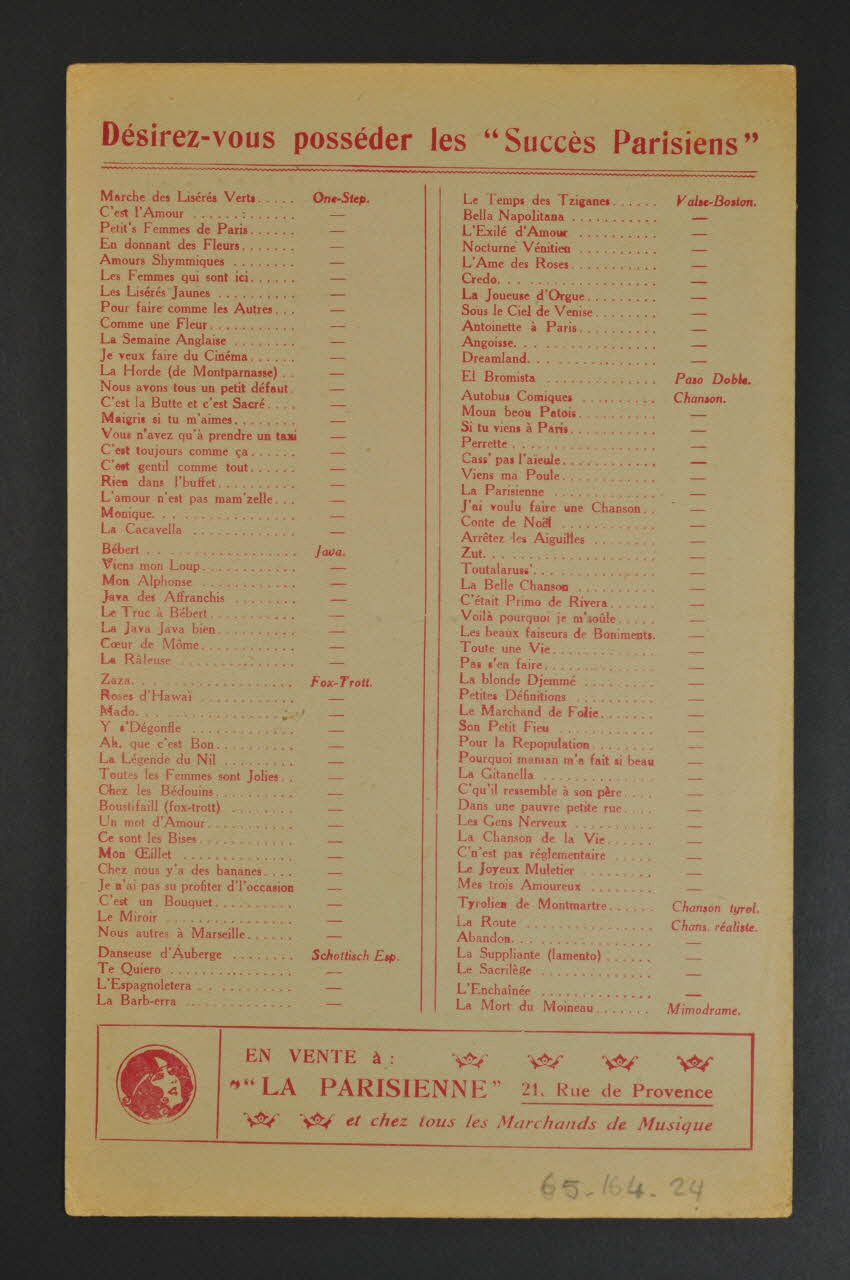 Désirez-vous posséder les "Succès Parisiens"
Marche des Lisérés Verts..... One-Step.
C'est l'Amour ............ —
Petit's Femmes de Paris...... —
En donnant des Fleurs....... —
Amours Shymmiques ........ —
Les Femmes qui sont ici...... —
Les Lisérés Jaunes .......... —
Pour faire comme les Autres... —
Comme une Fleur........... —
La Semaine Anglaise ........ —
Je veux faire du Cinéma...... —
La Horde (de Montparnasse) .. —
Nous avons tous un petit défaut. —
C'est la Butte et c'est Sacré.... —
Maigris si tu m'aimes........ —
Vous n'avez qu'à prendre un taxi —
C'est toujours comme ça...... —
C'est gentil comme tout...... —
Rien dans l'buffet.......... —
L'amour n'est pas mam'zelle... —
Monique.................. —
La Cacavella ............. —
Bébert ................... Java.
Viens mon Loup............ —
Mon Alphonse ............ —
Java des Affranchis ........ —
Le Truc à Bébert........... —
La Java Java bien.......... —
Cœur de Môme............ —
La Râleuse ............... —
Zaza..................... Fox-Trott.
Roses d'Hawaï ............ —
Mado.................... —
Y s'Dégonfle ............. —
Ah, que c'est Bon.......... —
La Légende du Nil ......... —
Toutes les Femmes sont Jolies.. —
Chez les Bédouins.......... —
Boustifaill (fox-trott) ........ —
Un mot d'Amour........... —
Ce sont les Bises........... —
Mon Œillet .............. —
Chez nous y'a des bananes.... —
Je n'ai pas su profiter d'l'occasion —
C'est un Bouquet.......... —
Le Miroir ................ —
Nous autres à Marseille...... —
Danseuse d'Auberge ........ Schottisch Esp.
Te Quiero ............... —
L'Espagnoletera ........... —
La Barb-erra ............. —
Le Temps des Tziganes...... Valse-Boston.
Bella Napolitana ........... —
L'Exilé d'Amour .......... —
Nocturne Vénitien ......... —
L'Ame des Roses........... —
Credo.................... —
La Joueuse d'Orgue......... —
Sous le Ciel de Venise....... —
Antoinette à Paris.......... —
Angoisse.................. —
Dreamland................ —
El Bromista .............. Paso Doble.
Autobus Comiques ......... Chanson.
Moun beou Patois.......... —
Si tu viens à Paris........... —
Perrette ................. —
Cass' pas l'aïeule........... —
Viens ma Poule............ —
La Parisienne ............ —
J'ai voulu faire une Chanson.. —
Conte de Noël ............ —
Arrêtez les Aiguilles ........ —
Zut..................... —
Toutalaruss'............... —
La Belle Chanson .......... —
C'était Primo de Rivera...... —
Voilà pourquoi je m'soûle..... —
Les beaux faiseurs de Boniments. —
Toute une Vie............. —
Pas s'en faire.............. —
La blonde Djemmé ......... —
Petites Définitions ......... —
Le Marchand de Folie....... —
Son Petit Fieu ............ —
Pour la Repopulation........ —
Pourquoi maman m'a fait si beau —
La Gitanella .............. —
C'qu'il ressemble à son père.... —
Dans une pauvre petite rue.... —
Les Gens Nerveux .......... —
La Chanson de la Vie........ —
C'n'est pas réglementaire ..... —
Le Joyeux Muletier ......... —
Mes trois Amoureux ........ —
Tyrolien de Montmartre...... Chanson tyrol.
La Route ................ Chans. réaliste.
Abandon.................. —
La Suppliante (lamento) ...... —
Le Sacrilège .............. —
L'Enchaînée ............. —
La Mort du Moineau........ Mimodrame.
EN VENTE à :
"LA PARISIENNE" 21, Rue de Provence
et chez tous les Marchands de Musique
65-164-24